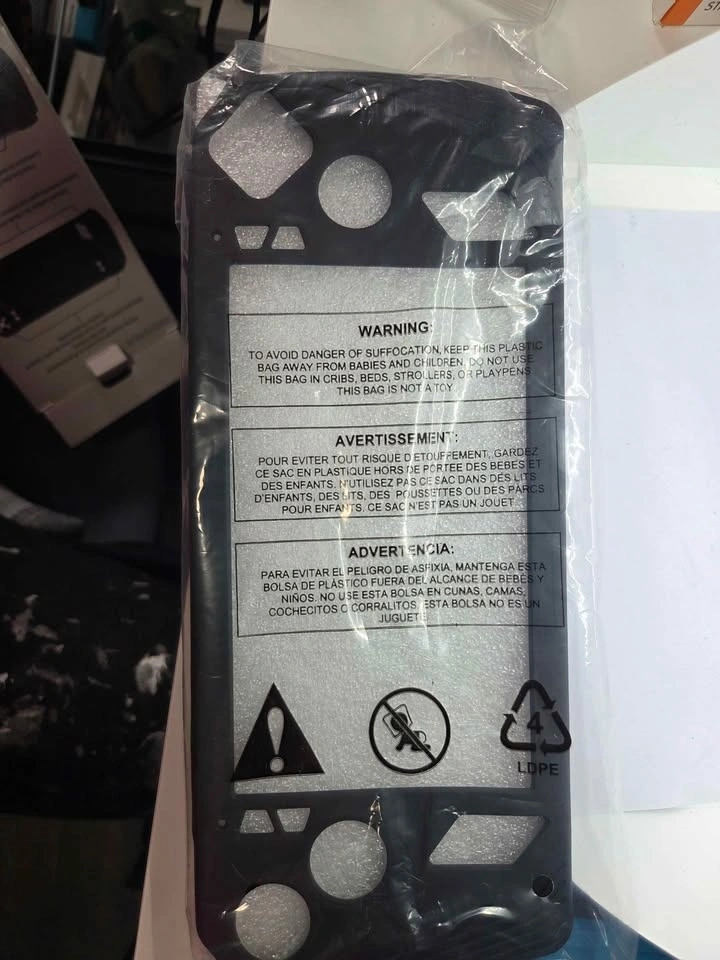 WARNING:
TO AVOID DANGER OF SUFFOCATION, KEEP THIS PLASTIC
BAG AWAY FROM BABIES AND CHILDREN. DO NOT USE
THIS BAG IN CRIBS, BEDS, STROLLERS, OR PLAYPENS.
THIS BAG IS NOT A TOY.
AVERTISSEMENT:
POUR EVITER TOUT RISQUE D'ETOUFFEMENT, GARDEZ
CE SAC EN PLASTIQUE HORS DE PORTEE DES BEBES ET
DES ENFANTS. N'UTILISEZ PAS CE SAC DANS DES LITS
D'ENFANTS, DES LITS, DES POUSSETTES OU DES PARCS
POUR ENFANTS. CE SAC N'EST PAS UN JOUET.
ADVERTENCIA:
PARA EVITAR EL PELIGRO DE ASFIXIA, MANTENGA ESTA
BOLSA DE PLÁSTICO FUERA DEL ALCANCE DE BEBÉS Y
NIÑOS. NO USE ESTA BOLSA EN CUNAS, CAMAS,
COCHECITOS O CORRALITOS. ESTA BOLSA NO ES UN
JUGUETE.
4
LDPE